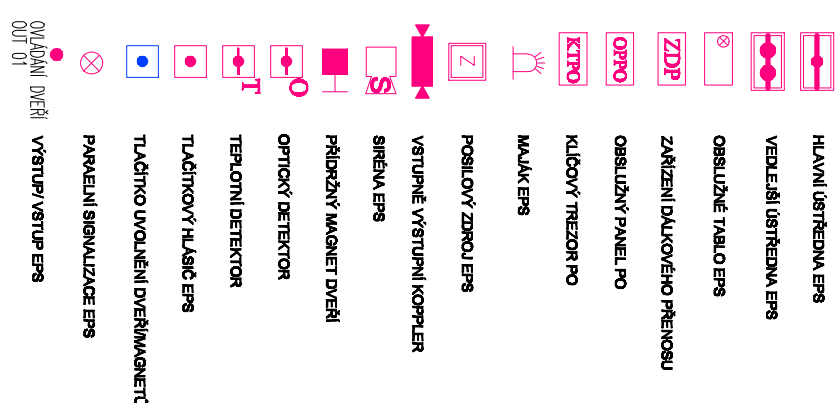 HLAVNÍ ÚSTŘEDNA EPS
VEDLEJŠÍ ÚSTŘEDNA EPS
OBSLUŽNÉ TABLO EPS
ZDP
ZAŘÍZENÍ DÁLKOVÉHO PŘENOSU
OPPO
OBSLUŽNÝ PANEL PO
KTPO
KLÍČOVÝ TREZOR PO
MAJÁK EPS
Z
POSILOVÝ ZDROJ EPS
VSTUPNĚ VÝSTUPNÍ KOPPLER
S
SIRÉNA EPS
PŘÍDRŽNÝ MAGNET DVEŘÍ
O
OPTICKÝ DETEKTOR
T
TEPLOTNÍ DETEKTOR
TLAČÍTKOVÝ HLÁSIČ EPS
TLAČÍTKO UVOLNĚNÍ DVEŘÍ/MAGNETŮ
PARAELNÍ SIGNALIZACE EPS
OVLÁDÁNÍ DVEŘÍ
OUT 01
VÝSTUP/VSTUP EPS